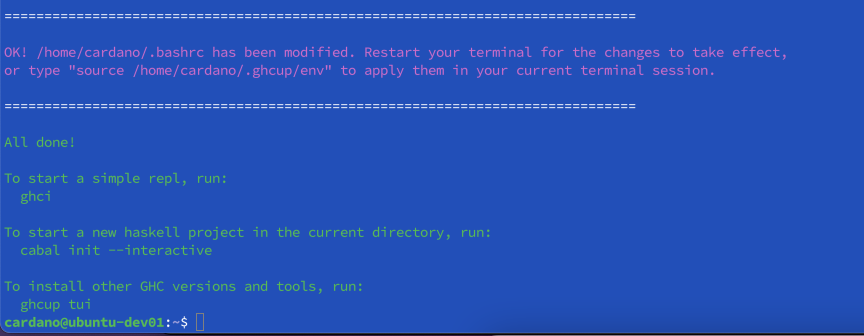 ===============================================================================
OK! /home/cardano/.bashrc has been modified. Restart your terminal for the changes to take effect,
or type "source /home/cardano/.ghcup/env" to apply them in your current terminal session.
===============================================================================
All done!
To start a simple repl, run:
ghci
To start a new haskell project in the current directory, run:
cabal init --interactive
To install other GHC versions and tools, run:
ghcup tui
cardano@ubuntu-dev01:~$